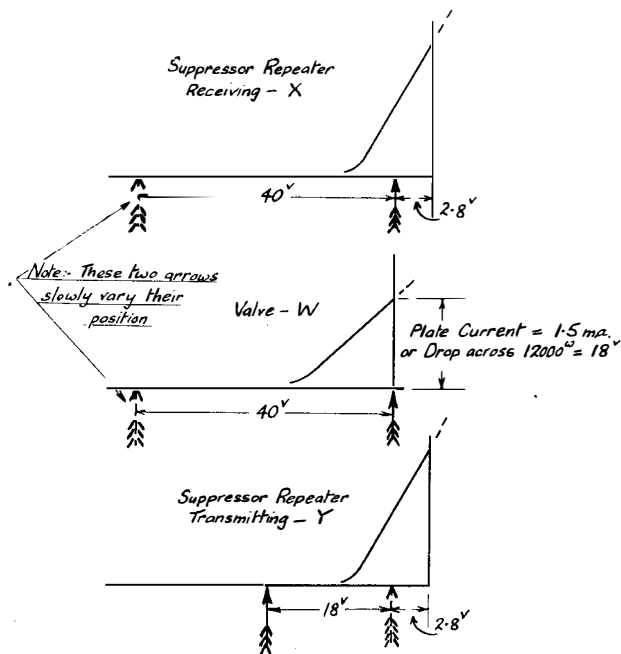 Suppressor Repeater
Receiving - X
40v
2·8v
Note:- These two arrows
slowly vary their
position
Valve - W
Plate Current = 1·5 ma.
or Drop across 12000ω = 18v
40v
Suppressor Repeater
Transmitting - Y
18v
2·8v